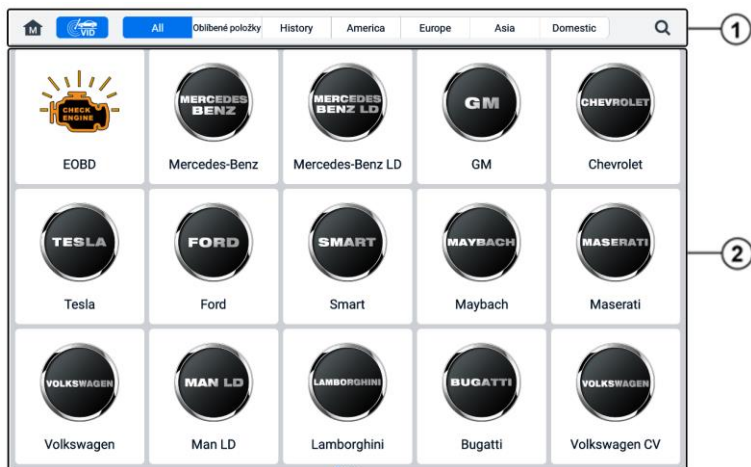 M VID All Oblíbené položky History America Europe Asia Domestic 1
CHECK
ENGINE
MERCEDES
BENZ
MERCEDES
BENZ LD
GM
CHEVROLET
EOBD Mercedes-Benz Mercedes-Benz LD GM Chevrolet
2
TESLA FORD SMART MAYBACH MASERATI
Tesla Ford Smart Maybach Maserati
VOLKSWAGEN MAN LD LAMBORGHINI BUGATTI VOLKSWAGEN
Volkswagen Man LD Lamborghini Bugatti Volkswagen CV